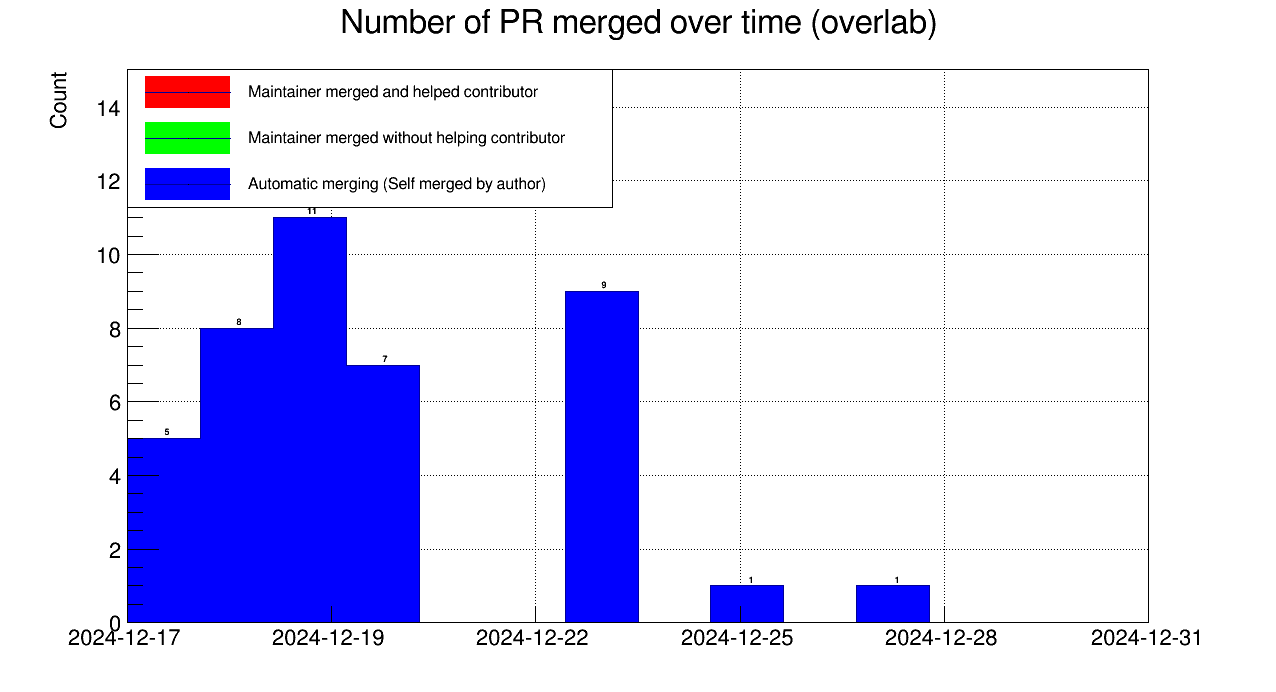 Number of PR merged over time (overlab)
Count
Maintainer merged and helped contributor
Maintainer merged without helping contributor
Automatic merging (Self merged by author)
14
12
10
8
6
4
2
0
5
8
11
7
9
1
1
2024-12-17 2024-12-19 2024-12-22 2024-12-25 2024-12-28 2024-12-31